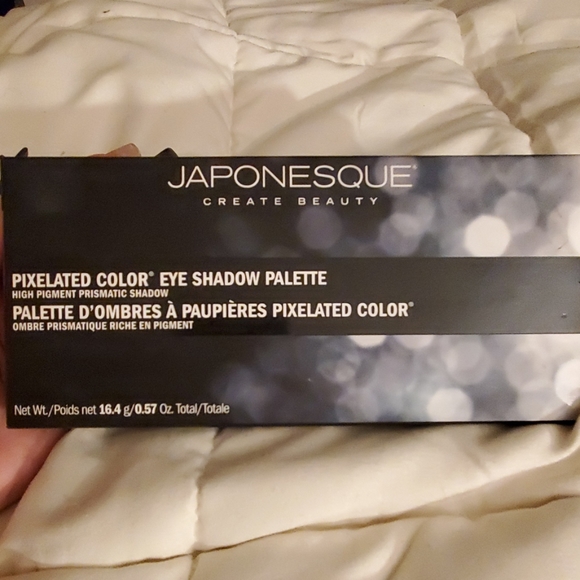 JAPONESQUE®
CREATE BEAUTY
PIXELATED COLOR® EYE SHADOW PALETTE
HIGH PIGMENT PRISMATIC SHADOW
PALETTE D'OMBRES À PAUPIÈRES PIXELATED COLOR®
OMBRE PRISMATIQUE RICHE EN PIGMENT
Net Wt./Poids net 16.4 g/0.57 Oz. Total/Totale